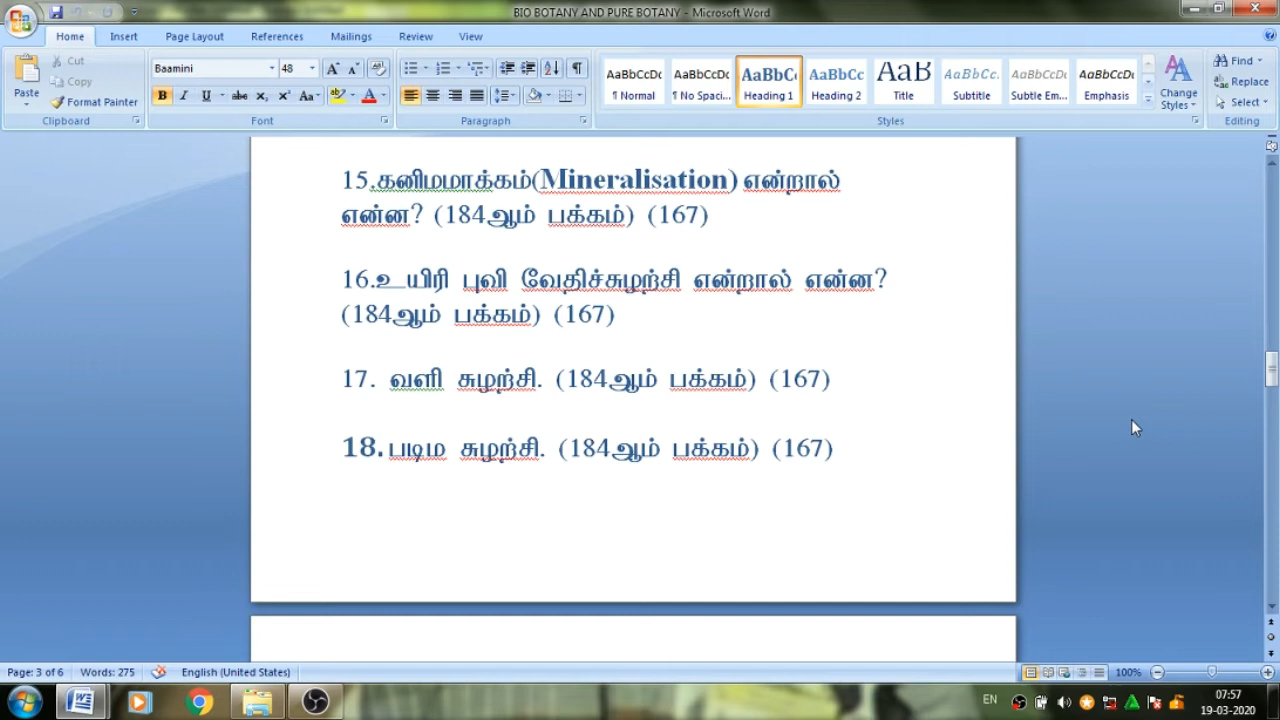 BIO BOTANY AND PURE BOTANY - Microsoft Word
Home Insert Page Layout References Mailings Review View
Paste
Cut
Copy
Format Painter
Clipboard
Baamini 48
Font
Paragraph
AaBbCcDc AaBbCcDc AaBbC AaBbCc AaB AaBbCc. AaBbCcDc AaBbCcDc
¶ Normal ¶ No Spaci... Heading 1 Heading 2 Title Subtitle Subtle Em... Emphasis
Styles
Change Styles
Find
Replace
Select
Editing
15.கனிமமாக்கம்(Mineralisation) என்றால்
என்ன? (184ஆம் பக்கம்) (167)
16.உயிரி புவி வேதிச்சுழற்சி என்றால் என்ன?
(184ஆம் பக்கம்) (167)
17. வளி சுழற்சி. (184ஆம் பக்கம்) (167)
18.படிம சுழற்சி. (184ஆம் பக்கம்) (167)
Page: 3 of 6 Words: 275 English (United States) 100%
EN 07:57
19-03-2020